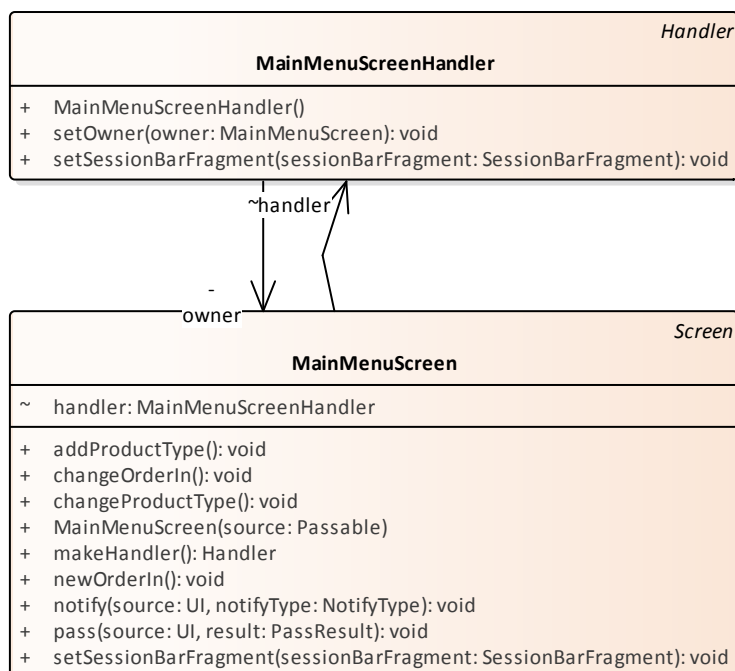 Handler
MainMenuScreenHandler
+ MainMenuScreenHandler()
+ setOwner(owner: MainMenuScreen): void
+ setSessionBarFragment(sessionBarFragment: SessionBarFragment): void
~handler
-
owner
Screen
MainMenuScreen
~ handler: MainMenuScreenHandler
+ addProductType(): void
+ changeOrderIn(): void
+ changeProductType(): void
+ MainMenuScreen(source: Passable)
+ makeHandler(): Handler
+ newOrderIn(): void
+ notify(source: UI, notifyType: NotifyType): void
+ pass(source: UI, result: PassResult): void
+ setSessionBarFragment(sessionBarFragment: SessionBarFragment): void